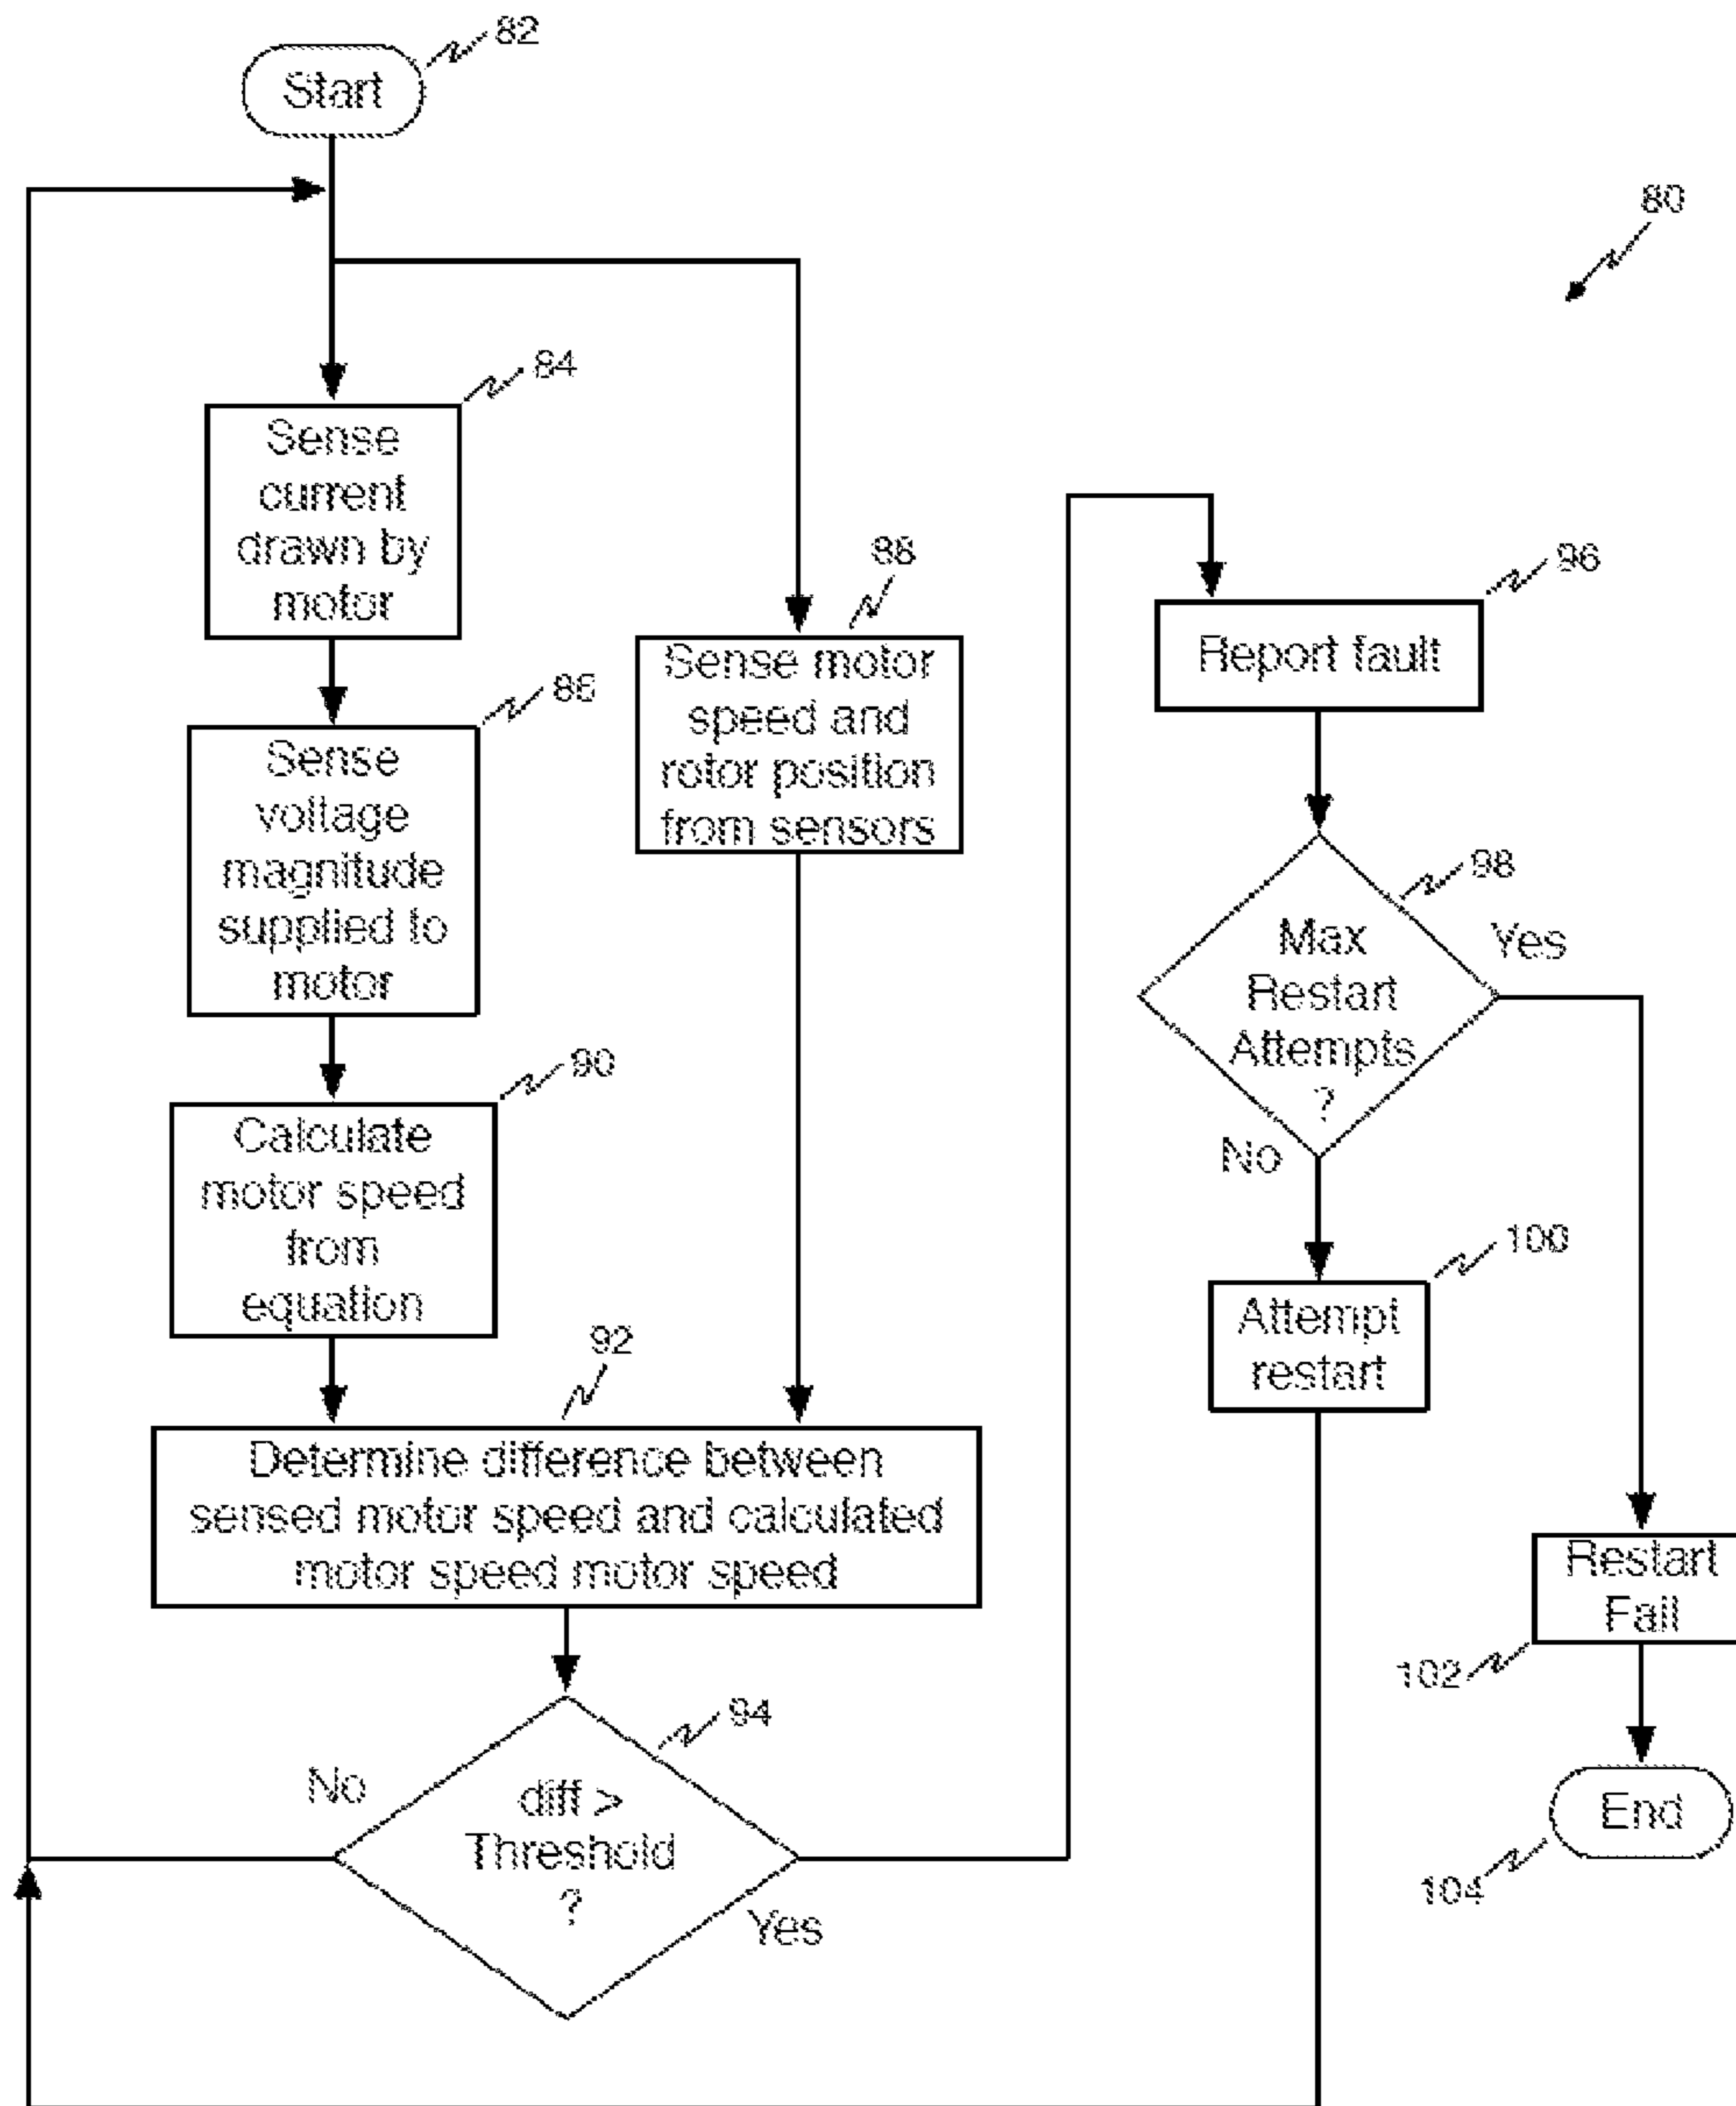 82
Start
80
84
Sense
current
drawn by
motor
88
Sense motor
speed and
rotor position
from sensors
86
Sense
voltage
magnitude
supplied to
motor
90
Calculate
motor speed
from
equation
92
Determine difference between
sensed motor speed and calculated
motor speed motor speed
94
No
diff >
Threshold
?
Yes
96
Report fault
98
Max
Restart
Attempts
?
Yes
No
100
Attempt
restart
Restart
Fail
102
End
104